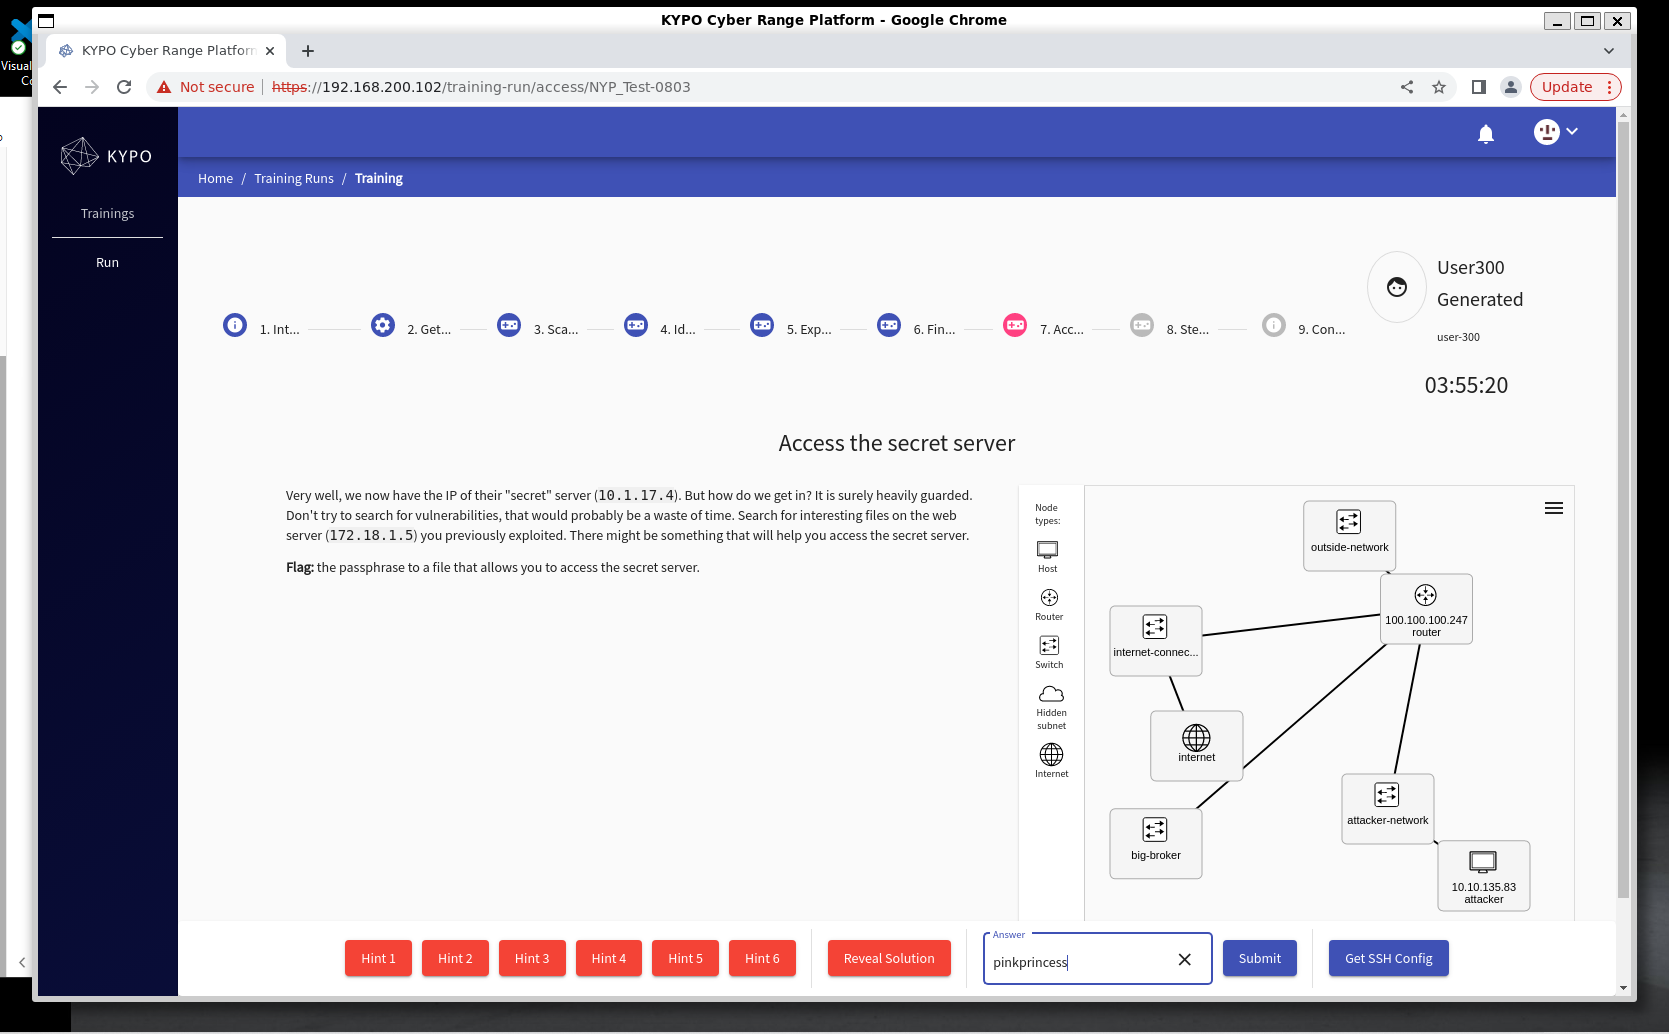 KYPO Cyber Range Platform - Google Chrome
Visual
Co
KYPO Cyber Range Platform
Not secure https://192.168.200.102/training-run/access/NYP_Test-0803 Update
KYPO
Trainings
Run
Home / Training Runs / Training
1. Int... 2. Get... 3. Sca... 4. Id... 5. Exp... 6. Fin... 7. Acc... 8. Ste... 9. Con...
User300
Generated
user-300
03:55:20
Access the secret server
Very well, we now have the IP of their "secret" server (10.1.17.4). But how do we get in? It is surely heavily guarded.
Don't try to search for vulnerabilities, that would probably be a waste of time. Search for interesting files on the web
server (172.18.1.5) you previously exploited. There might be something that will help you access the secret server.
Flag: the passphrase to a file that allows you to access the secret server.
Node
types:
Host
Router
Switch
Hidden
subnet
Internet
outside-network
100.100.100.247
router
internet-connec...
internet
big-broker
attacker-network
10.10.135.83
attacker
Hint 1 Hint 2 Hint 3 Hint 4 Hint 5 Hint 6 Reveal Solution
Answer
pinkprincess
Submit Get SSH Config